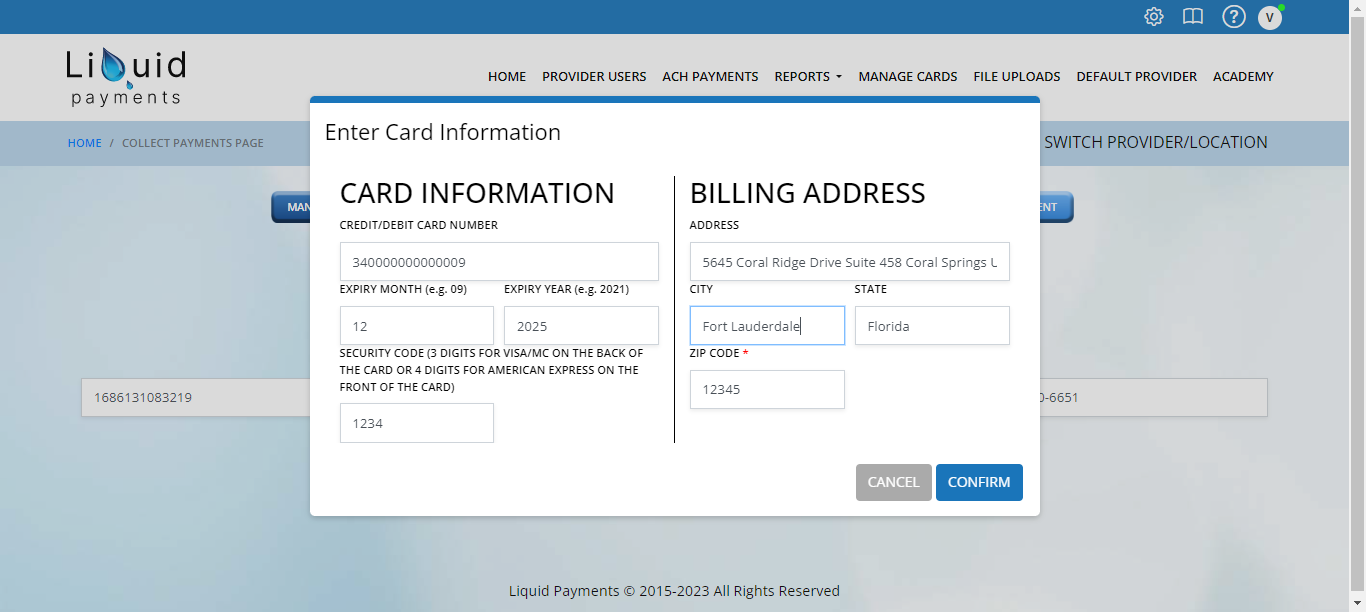 V
Liquid
payments
HOME PROVIDER USERS ACH PAYMENTS REPORTS MANAGE CARDS FILE UPLOADS DEFAULT PROVIDER ACADEMY
HOME / COLLECT PAYMENTS PAGE
SWITCH PROVIDER/LOCATION
Enter Card Information
CARD INFORMATION
CREDIT/DEBIT CARD NUMBER
340000000000009
EXPIRY MONTH (e.g. 09) EXPIRY YEAR (e.g. 2021)
12 2025
SECURITY CODE (3 DIGITS FOR VISA/MC ON THE BACK OF
THE CARD OR 4 DIGITS FOR AMERICAN EXPRESS ON THE
FRONT OF THE CARD)
1234
BILLING ADDRESS
ADDRESS
5645 Coral Ridge Drive Suite 458 Coral Springs
CITY STATE
Fort Lauderdale Florida
ZIP CODE *
12345
CANCEL CONFIRM
1686131083219
-6651
Liquid Payments © 2015-2023 All Rights Reserved